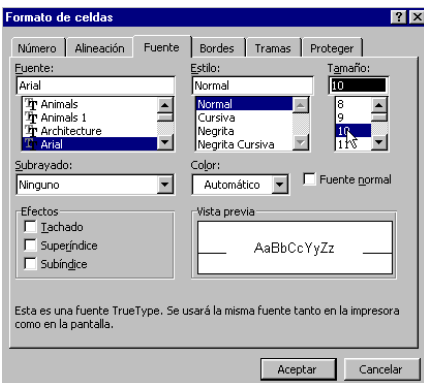 Formato de celdas
Número Alineación Fuente Bordes Tramas Proteger
Fuente: Estilo: Tamaño:
Arial Normal 10
Animals Normal 8
Animals 1 Cursiva 9
Architecture Negrita 10
Arial Negrita Cursiva 11
Subrayado: Color:
Ninguno Automático Fuente normal
Efectos Vista previa
Tachado
Superíndice AaBbCcYyZz
Subíndice
Esta es una fuente TrueType. Se usará la misma fuente tanto en la impresora
como en la pantalla.
Aceptar Cancelar